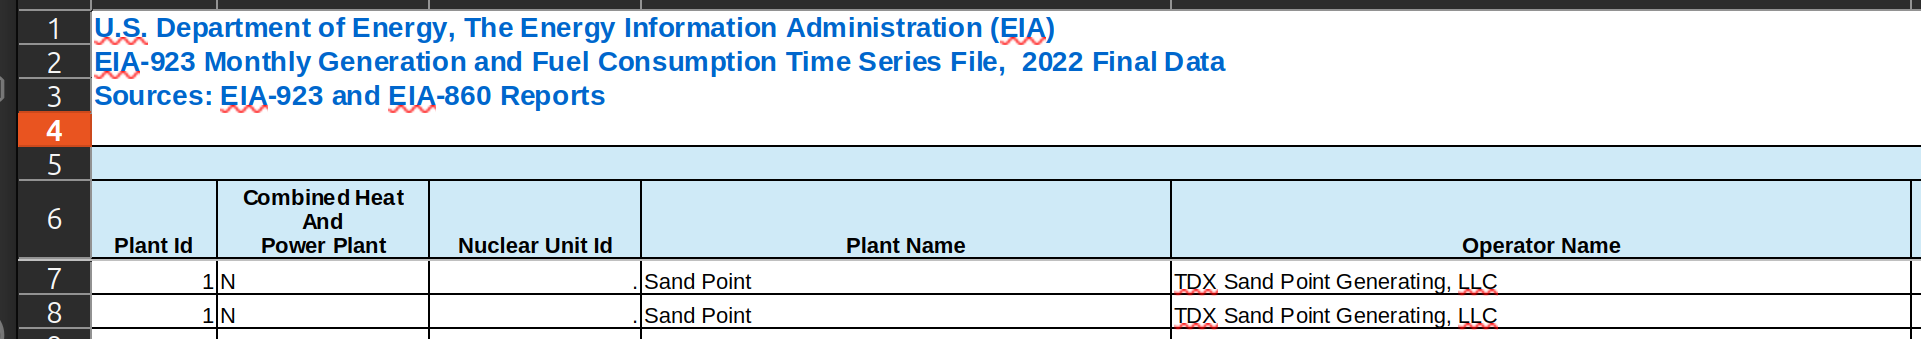 1 U.S. Department of Energy, The Energy Information Administration (EIA)
2 EIA-923 Monthly Generation and Fuel Consumption Time Series File,  2022 Final Data
3 Sources: EIA-923 and EIA-860 Reports
4
5
Combined Heat
And
6 Plant Id Power Plant Nuclear Unit Id Plant Name Operator Name
7 1 N . Sand Point TDX Sand Point Generating, LLC
8 1 N . Sand Point TDX Sand Point Generating, LLC